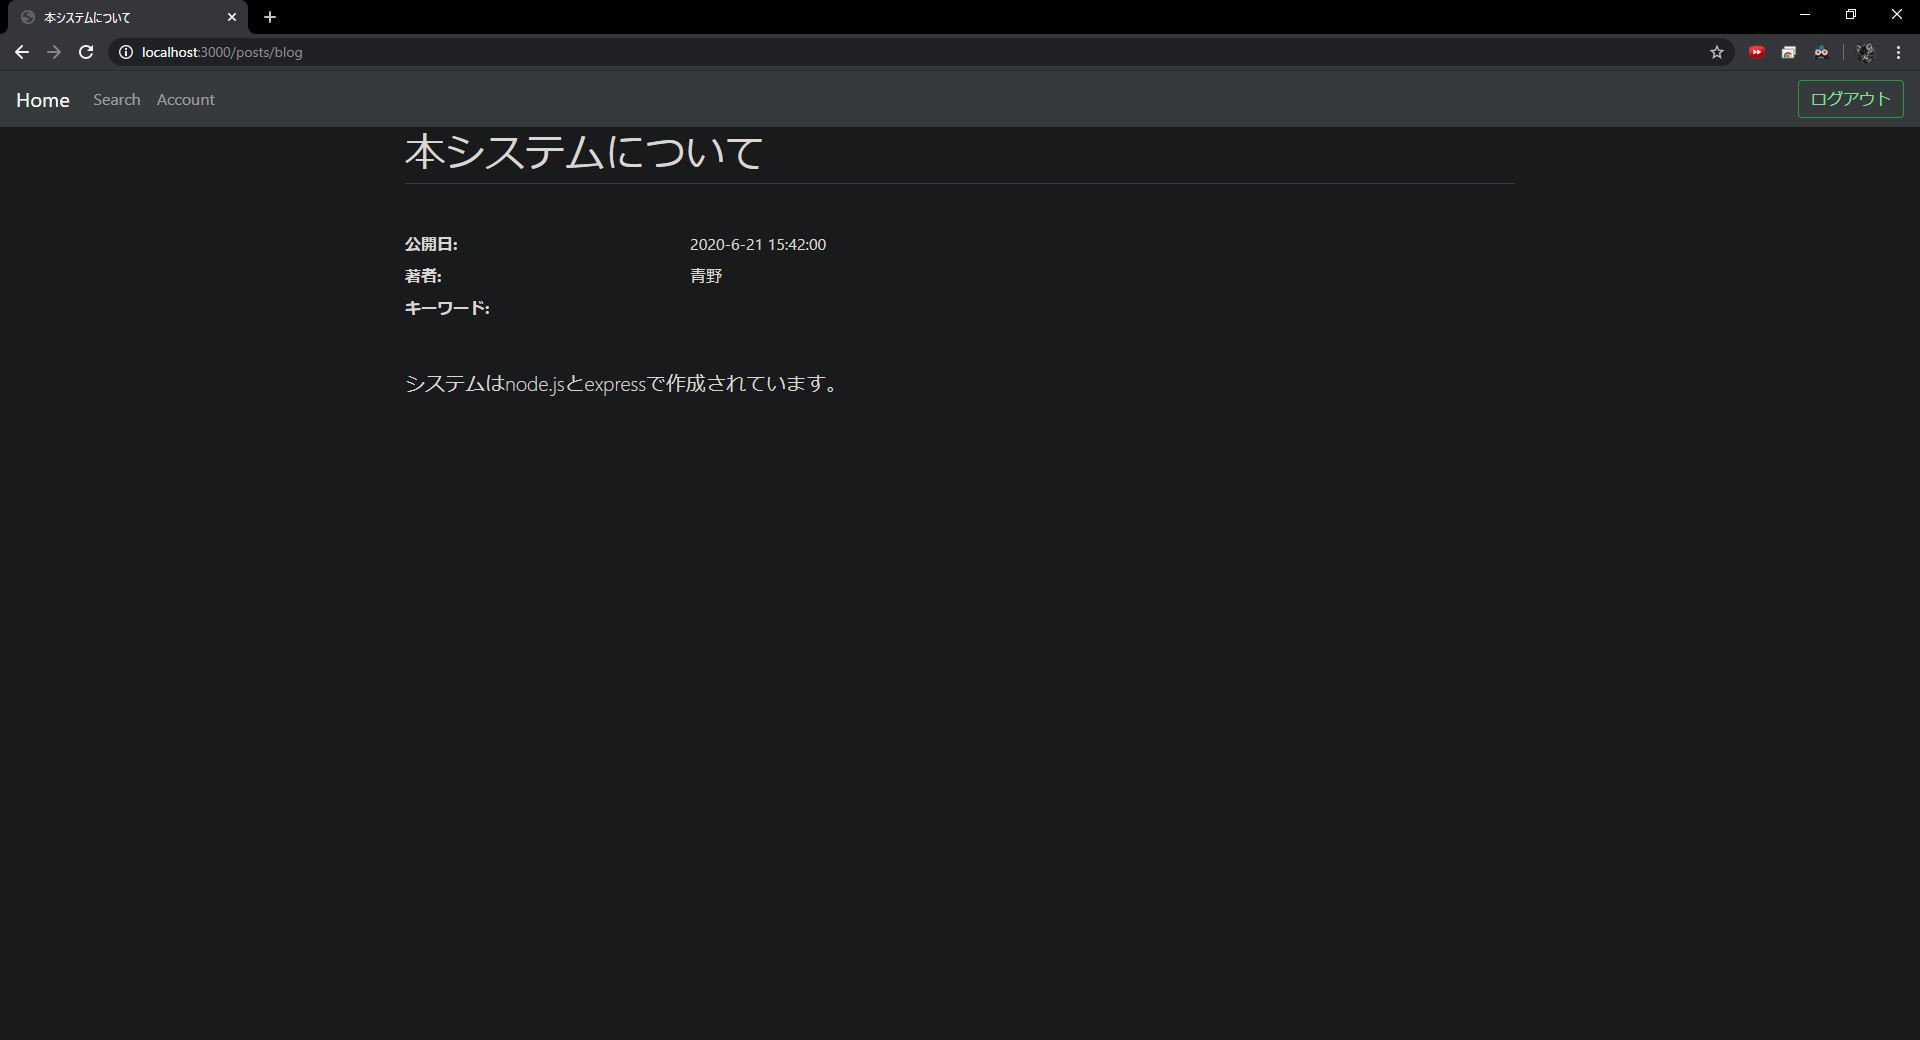 本システムについて
localhost:3000/posts/blog
Home Search Account ログアウト
本システムについて
公開日: 2020-6-21 15:42:00
著者: 青野
キーワード:
システムはnode.jsとexpressで作成されています。